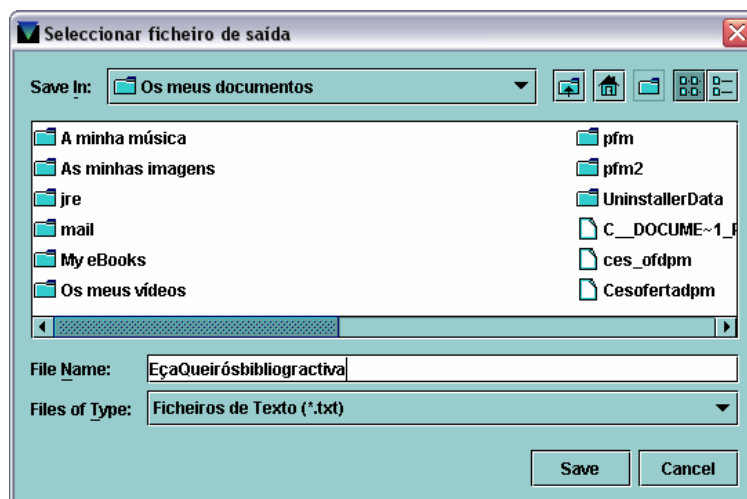 Seleccionar ficheiro de saída
Save In: Os meus documentos
A minha música
As minhas imagens
jre
mail
My eBooks
Os meus vídeos
pfm
pfm2
UninstallerData
C__DOCUME~1_
ces_ofdpm
Cesofertadpm
File Name: EçaQueirósbibliogractiva
Files of Type: Ficheiros de Texto (*.txt)
Save Cancel